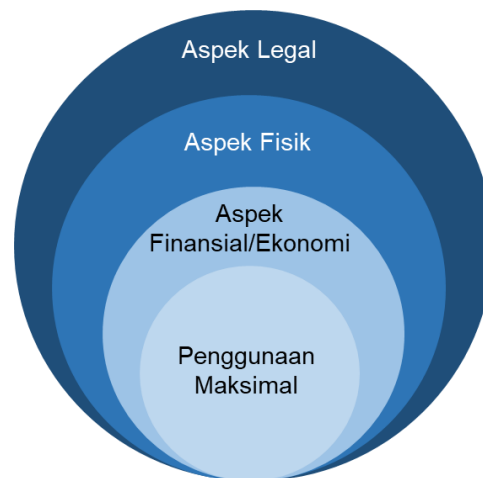 Aspek Legal
Aspek Fisik
Aspek
Finansial/Ekonomi
Penggunaan
Maksimal